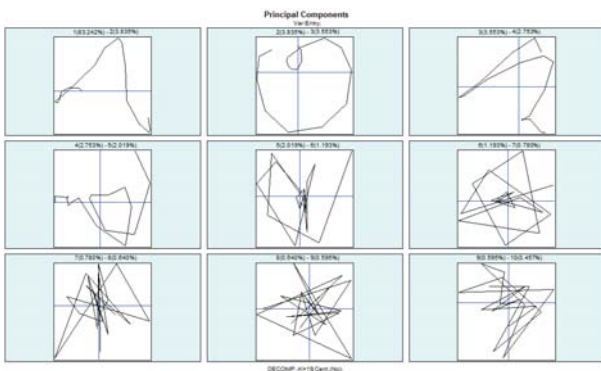 Principal Components
Var Entry:
1(83.242%) - 2(3.835%)
2(3.835%) - 3(3.553%)
3(3.553%) - 4(2.753%)
4(2.753%) - 5(2.019%)
5(2.019%) - 6(1.193%)
6(1.193%) - 7(0.780%)
7(0.780%) - 8(0.640%)
8(0.640%) - 9(0.595%)
9(0.595%) - 10(0.457%)